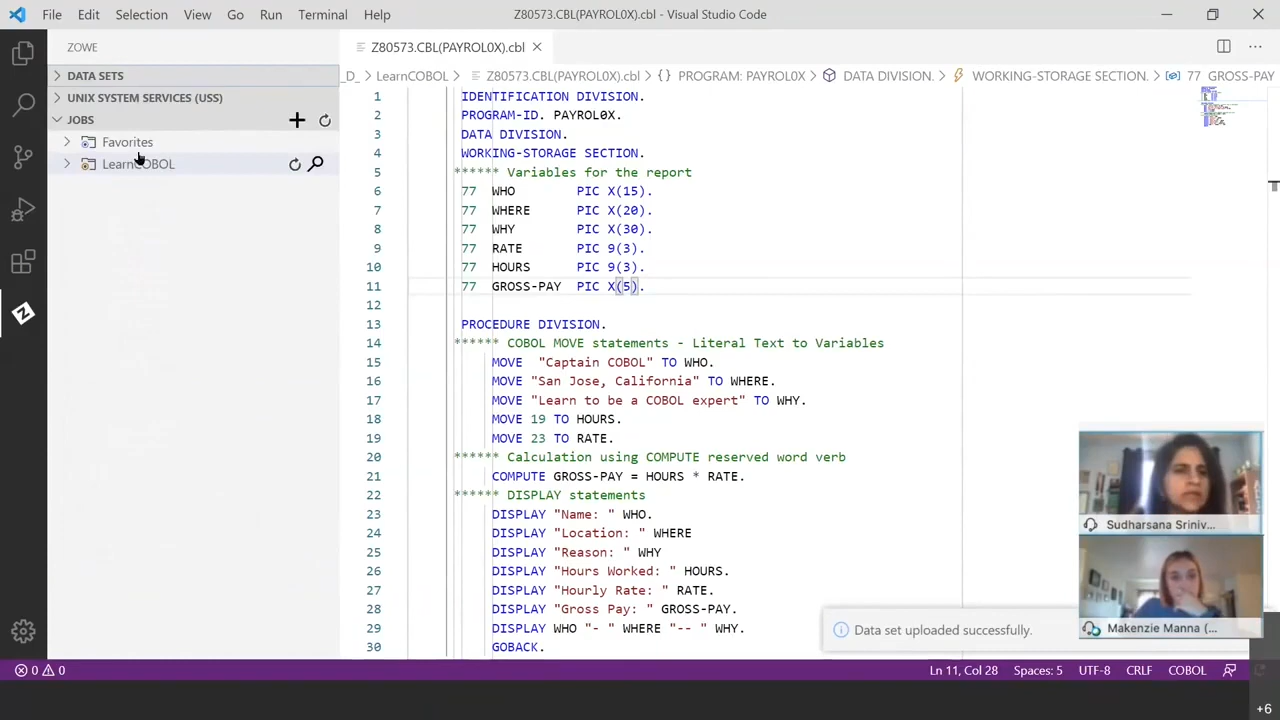 File Edit Selection View Go Run Terminal Help Z80573.CBL(PAYROL0X).cbl - Visual Studio Code
ZOWE
Z80573.CBL(PAYROL0X).cbl
DATA SETS
UNIX SYSTEM SERVICES (USS)
JOBS
Favorites
LearnCOBOL
_D_ > LearnCOBOL > Z80573.CBL(PAYROL0X).cbl > {} PROGRAM: PAYROL0X > DATA DIVISION. > WORKING-STORAGE SECTION. > 77 GROSS-PAY
1 IDENTIFICATION DIVISION.
2 PROGRAM-ID. PAYROL0X.
3 DATA DIVISION.
4 WORKING-STORAGE SECTION.
5 ****** Variables for the report
6 77 WHO PIC X(15).
7 77 WHERE PIC X(20).
8 77 WHY PIC X(30).
9 77 RATE PIC 9(3).
10 77 HOURS PIC 9(3).
11 77 GROSS-PAY PIC X(5).
12
13 PROCEDURE DIVISION.
14 ****** COBOL MOVE statements - Literal Text to Variables
15 MOVE "Captain COBOL" TO WHO.
16 MOVE "San Jose, California" TO WHERE.
17 MOVE "Learn to be a COBOL expert" TO WHY.
18 MOVE 19 TO HOURS.
19 MOVE 23 TO RATE.
20 ****** Calculation using COMPUTE reserved word verb
21 COMPUTE GROSS-PAY = HOURS * RATE.
22 ****** DISPLAY statements
23 DISPLAY "Name: " WHO.
24 DISPLAY "Location: " WHERE
25 DISPLAY "Reason: " WHY
26 DISPLAY "Hours Worked: " HOURS.
27 DISPLAY "Hourly Rate: " RATE.
28 DISPLAY "Gross Pay: " GROSS-PAY.
29 DISPLAY WHO "- " WHERE "-- " WHY.
30 GOBACK.
Sudharsana Sriniv...
Makenzie Manna (...
Data set uploaded successfully.
0 0 Ln 11, Col 28 Spaces: 5 UTF-8 CRLF COBOL
+6